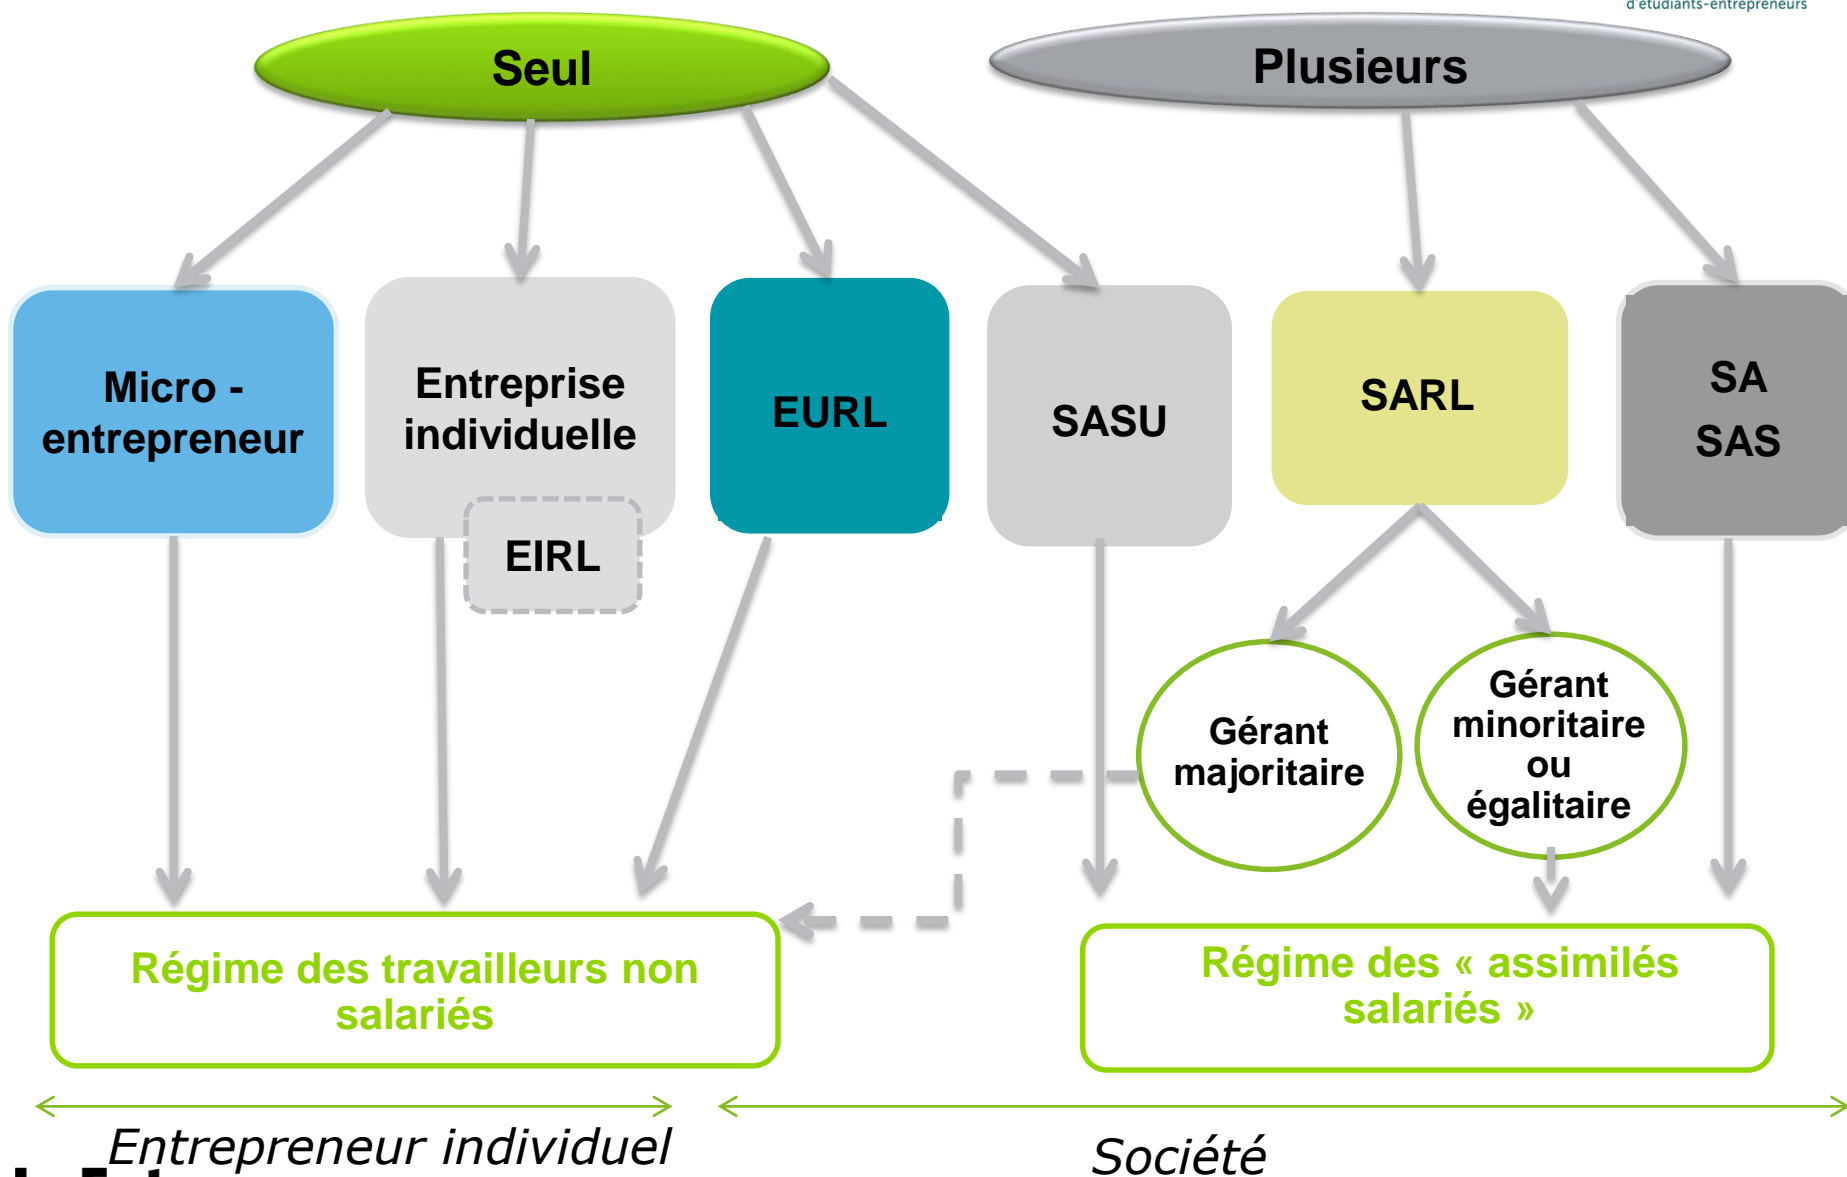 d'étudiants-entrepreneurs
Seul
Plusieurs
Micro -
entrepreneur
Entreprise
individuelle
EIRL
EURL
SASU
SARL
SA
SAS
Gérant
majoritaire
Gérant
minoritaire
ou
égalitaire
Régime des travailleurs non
salariés
Régime des « assimilés
salariés »
Entrepreneur individuel
Société